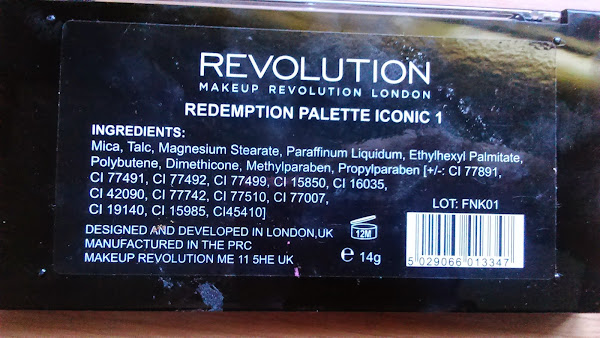 REVOLUTION
MAKEUP REVOLUTION LONDON
REDEMPTION PALETTE ICONIC 1
INGREDIENTS:
Mica, Talc, Magnesium Stearate, Paraffinum Liquidum, Ethylhexyl Palmitate,
Polybutene, Dimethicone, Methylparaben, Propylparaben [+/-: CI 77891,
CI 77491, CI 77492, CI 77499, CI 15850, CI 16035,
CI 42090, CI 77742, CI 77510, CI 77007,
CI 19140, CI 15985, CI45410]
LOT: FNK01
DESIGNED AND DEVELOPED IN LONDON,UK
MANUFACTURED IN THE PRC
MAKEUP REVOLUTION ME 11 5HE UK
12M
e 14g
5 029066 013347